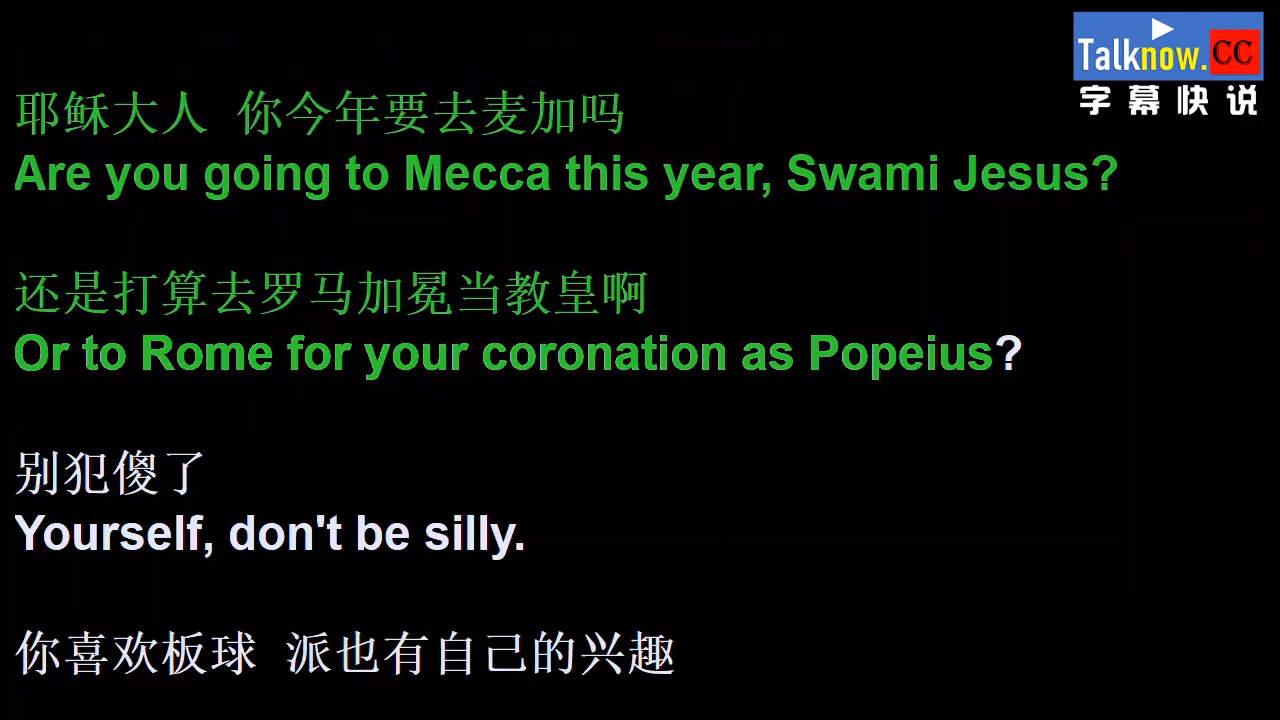 Talknow.CC
字幕快说
耶稣大人 你今年要去麦加吗
Are you going to Mecca this year, Swami Jesus?
还是打算去罗马加冕当教皇啊
Or to Rome for your coronation as Popeius?
别犯傻了
Yourself, don't be silly.
你喜欢板球 派也有自己的兴趣